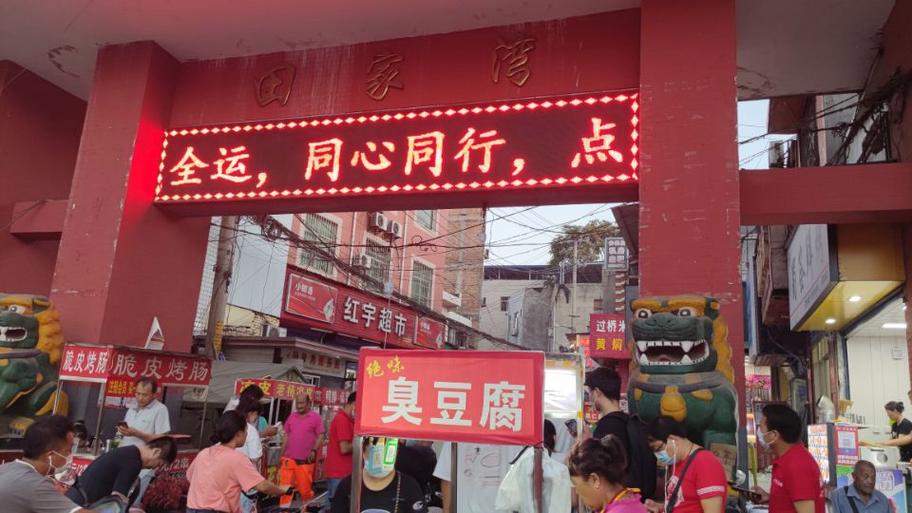 田家湾
全运，同心同行，点
红宇超市
过桥米
黄焖
脆皮烤肠
脆皮烤肠
绝味
臭豆腐